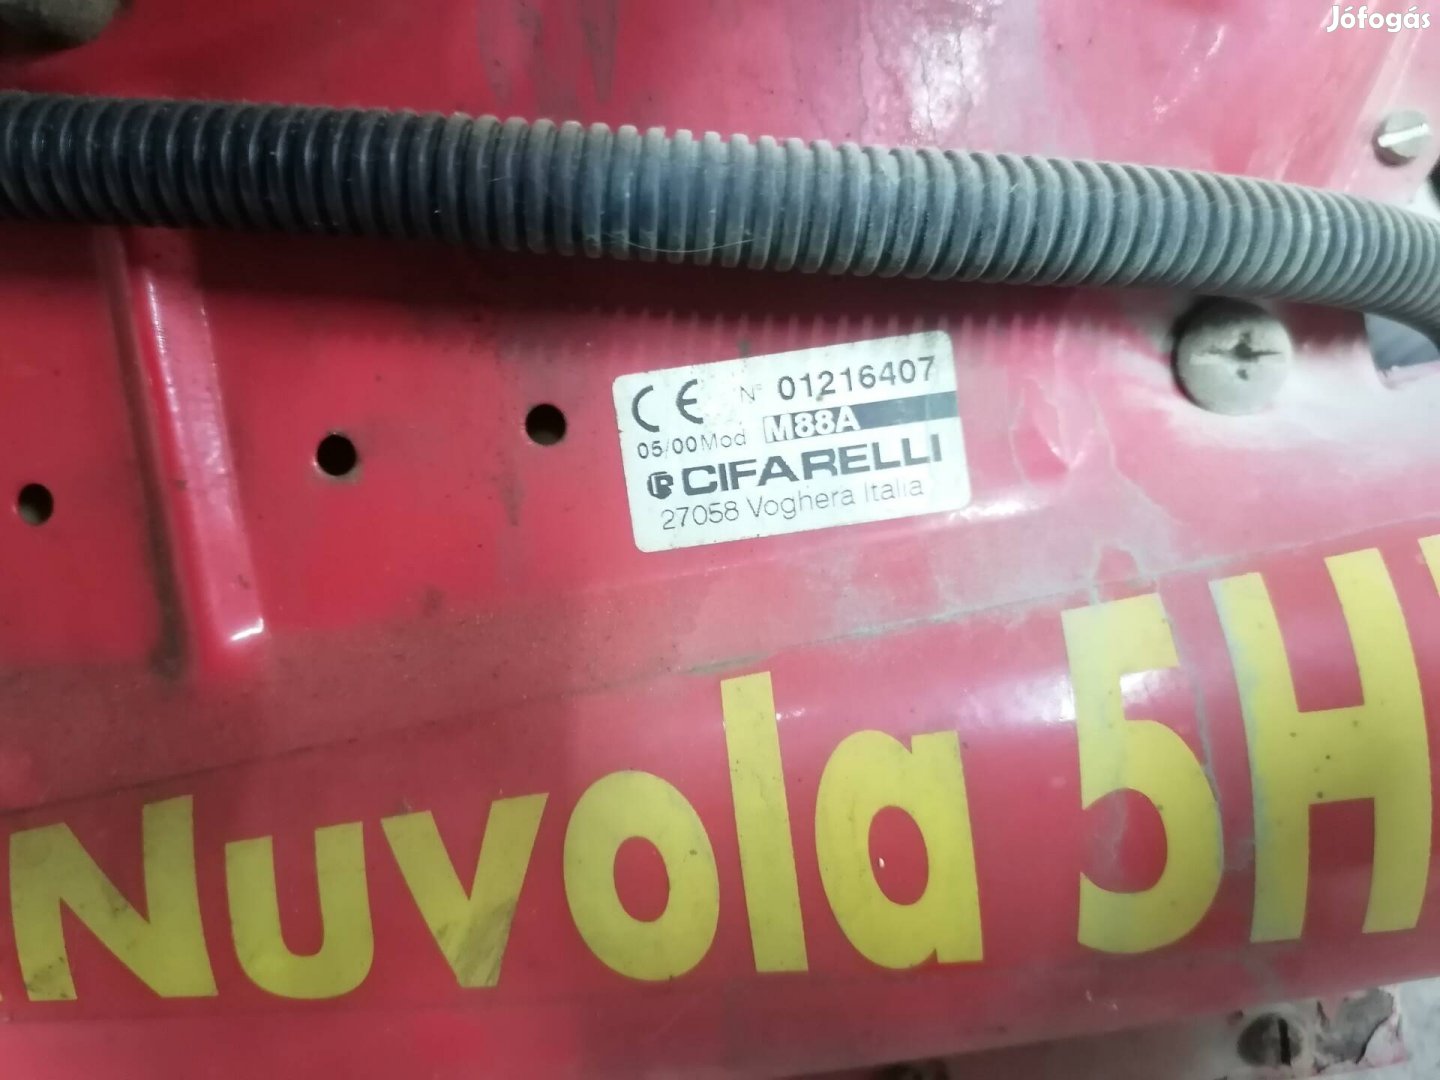 Jófogás
CE N° 01216407
05/00 Mod M88A
CIFARELLI
27058 Voghera Italia
Nuvola 5H